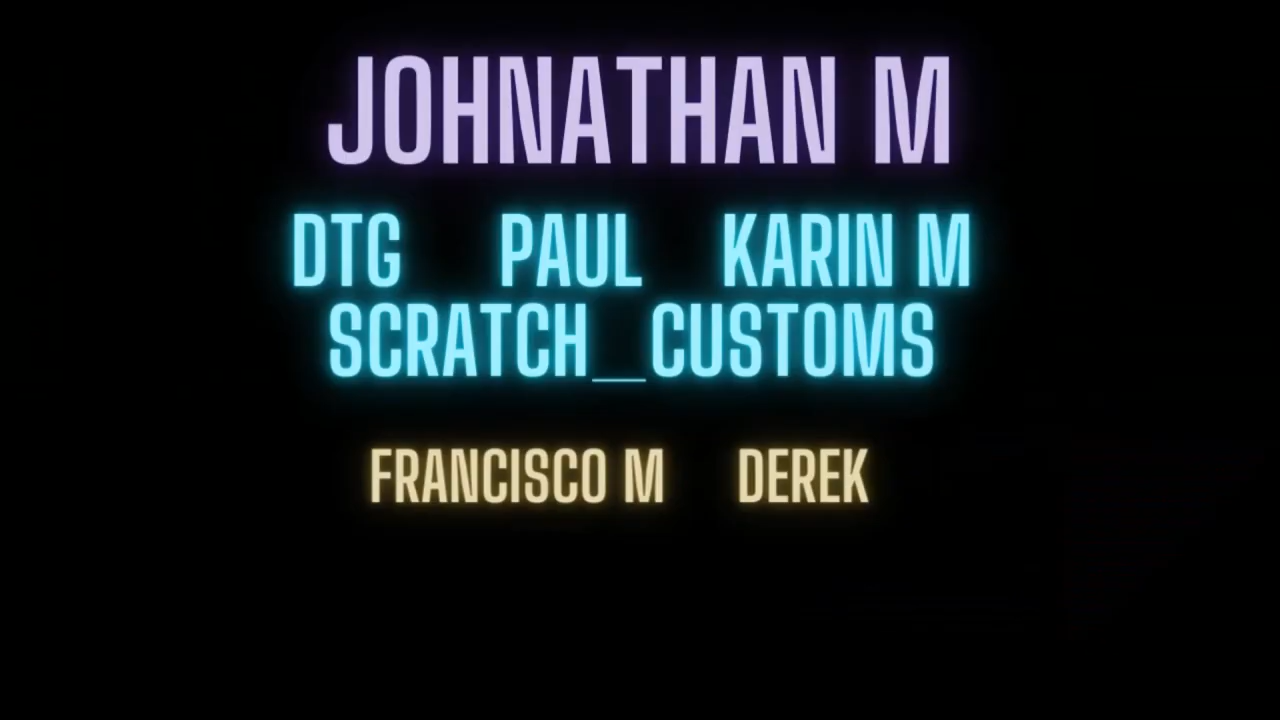 JOHNATHAN M
DTG PAUL KARIN M
SCRATCH_CUSTOMS
FRANCISCO M DEREK